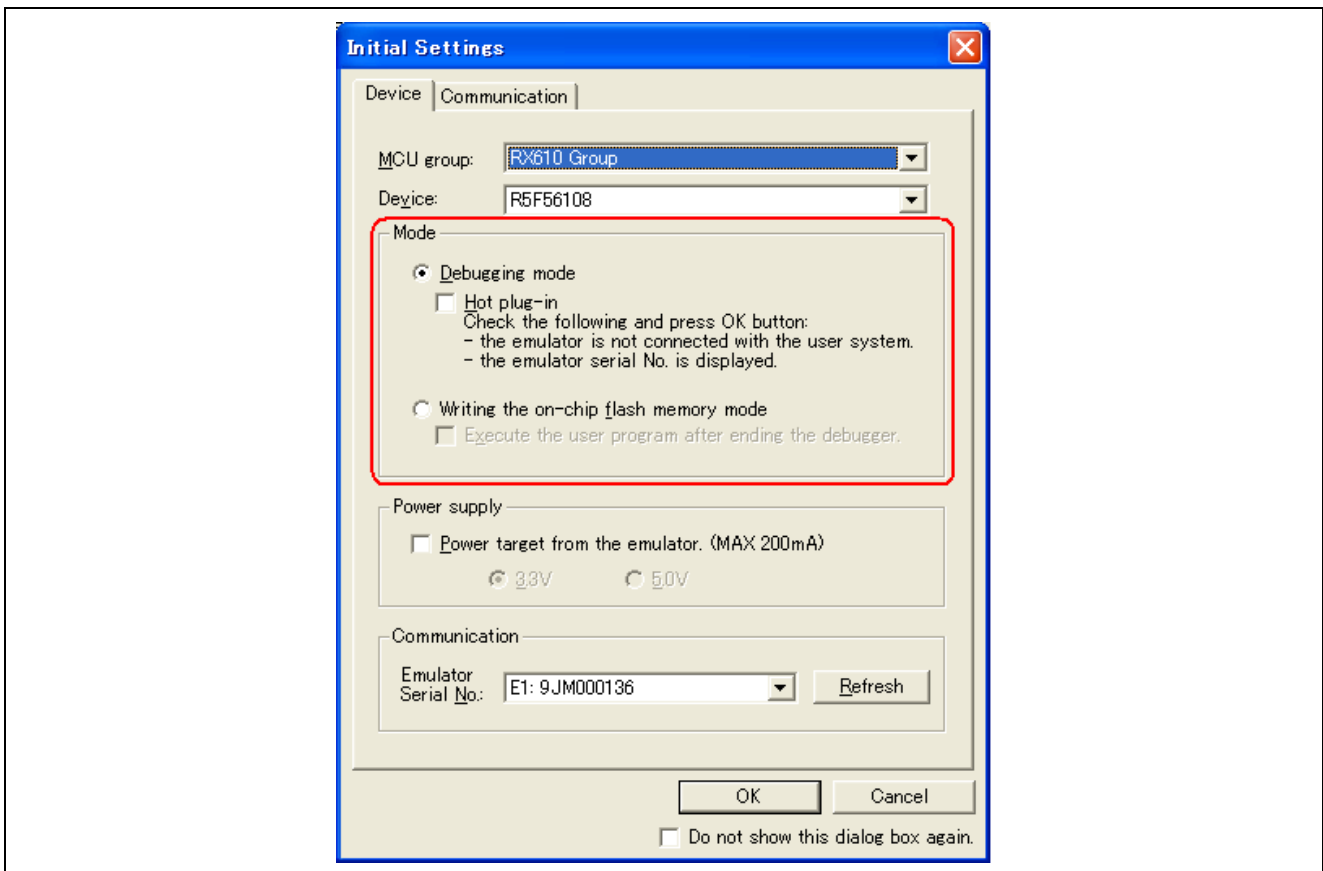 Initial Settings
Device Communication
MCU group: RX610 Group
Device: R5F56108
Mode
Debugging mode
Hot plug-in
Check the following and press OK button:
- the emulator is not connected with the user system.
- the emulator serial No. is displayed.
Writing the on-chip flash memory mode
Execute the user program after ending the debugger.
Power supply
Power target from the emulator. (MAX 200mA)
3.3V 5.0V
Communication
Emulator
Serial No.: E1: 9JM000136 Refresh
OK Cancel
Do not show this dialog box again.